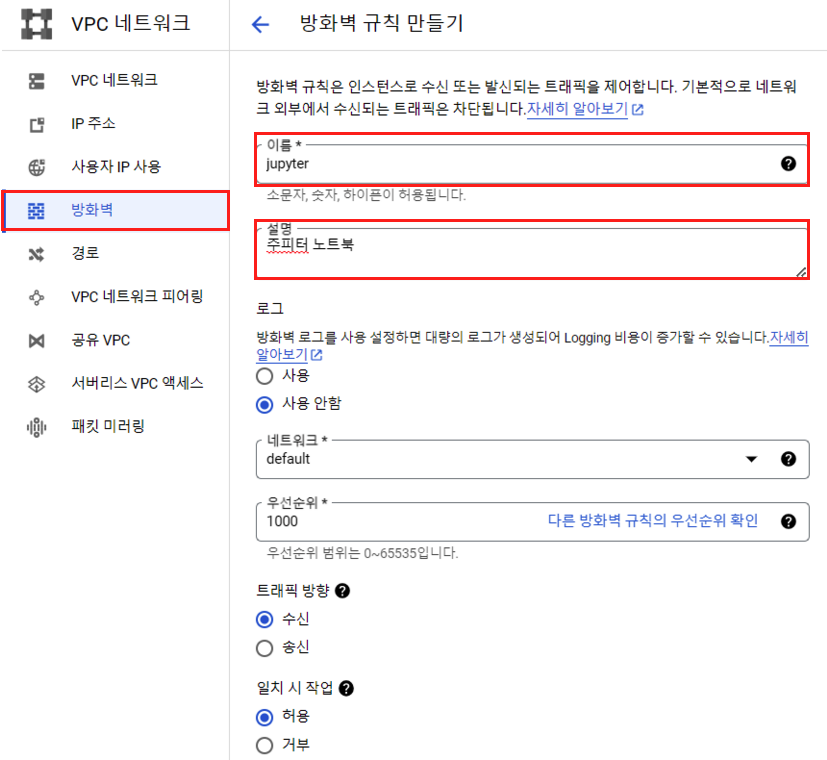 VPC 네트워크
VPC 네트워크
IP 주소
사용자 IP 사용
방화벽
경로
VPC 네트워크 피어링
공유 VPC
서버리스 VPC 액세스
패킷 미러링
방화벽 규칙 만들기
방화벽 규칙은 인스턴스로 수신 또는 발신되는 트래픽을 제어합니다. 기본적으로 네트워
크 외부에서 수신되는 트래픽은 차단됩니다.자세히 알아보기
이름 *
jupyter
소문자, 숫자, 하이픈이 허용됩니다.
설명
주피터 노트북
로그
방화벽 로그를 사용 설정하면 대량의 로그가 생성되어 Logging 비용이 증가할 수 있습니다.자세히
알아보기
사용
사용 안함
네트워크 *
default
우선순위 *
1000 다른 방화벽 규칙의 우선순위 확인
우선순위 범위는 0~65535입니다.
트래픽 방향
수신
송신
일치 시 작업
허용
거부